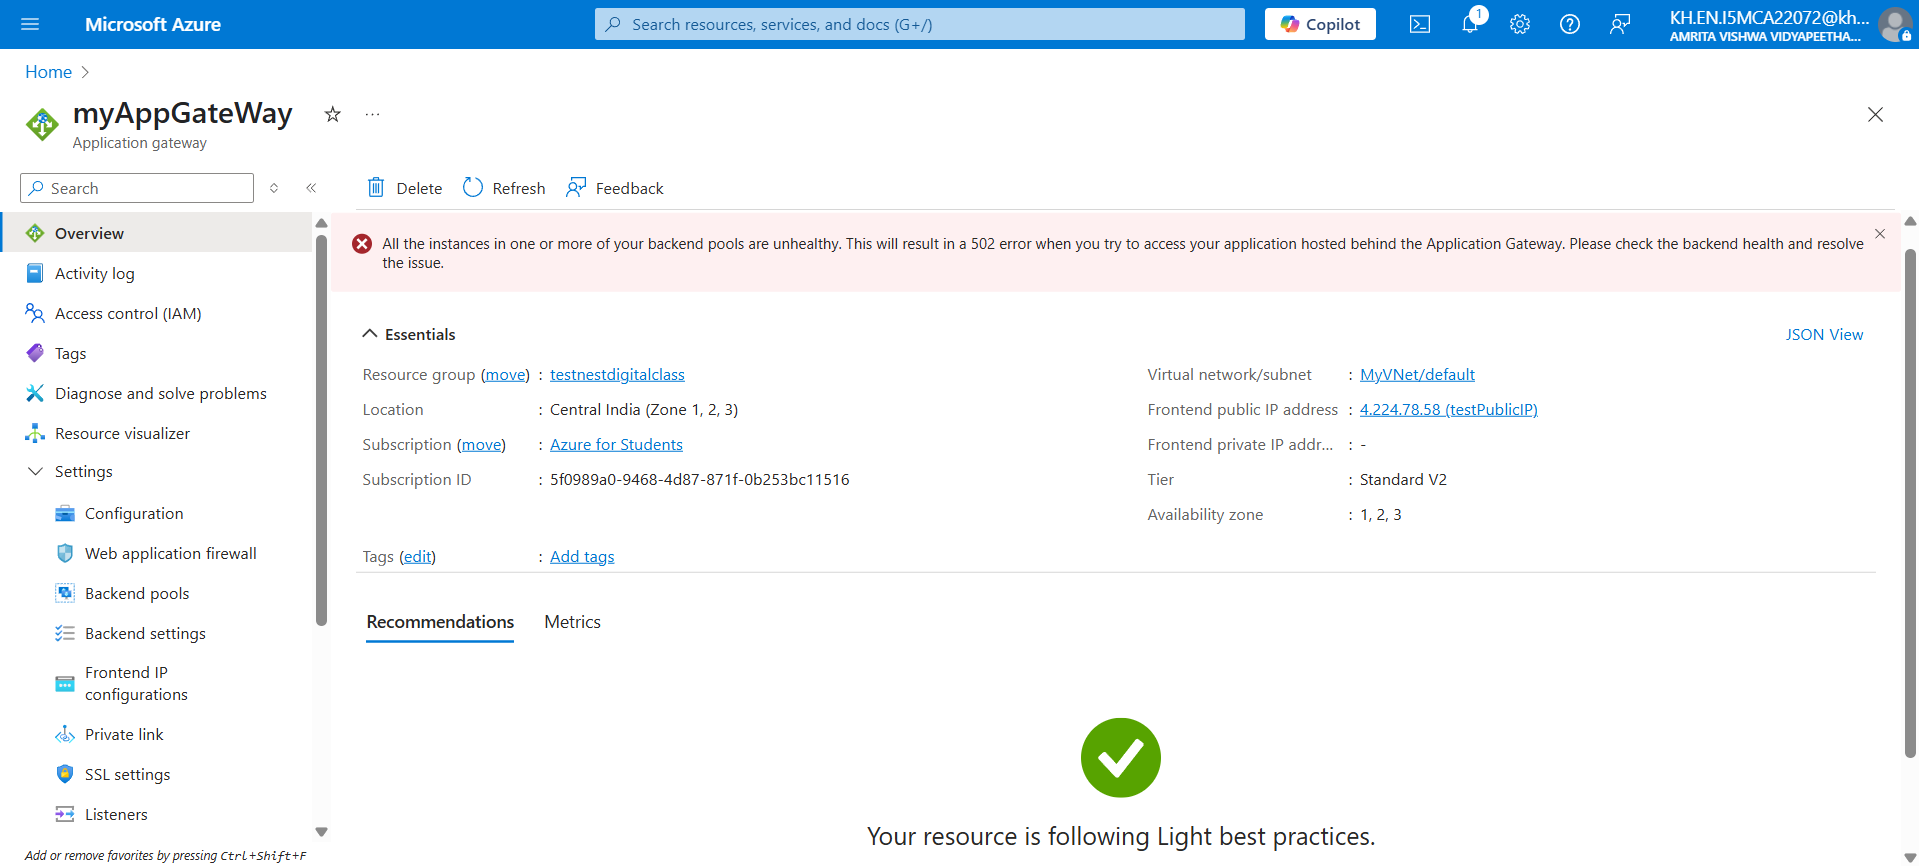 Microsoft Azure
Search resources, services, and docs (G+/)
Copilot
1
KH.EN.I5MCA22072@kh...
AMRITA VISHWA VIDYAPEETHA...
Home
myAppGateWay
...
Application gateway
Search
Delete
Refresh
Feedback
Overview
Activity log
Access control (IAM)
Tags
Diagnose and solve problems
Resource visualizer
Settings
Configuration
Web application firewall
Backend pools
Backend settings
Frontend IP
configurations
Private link
SSL settings
Listeners
Add or remove favorites by pressing Ctrl+Shift+F
All the instances in one or more of your backend pools are unhealthy. This will result in a 502 error when you try to access your application hosted behind the Application Gateway. Please check the backend health and resolve
the issue.
Essentials
JSON View
Resource group (move) : testnestdigitalclass
Location : Central India (Zone 1, 2, 3)
Subscription (move) : Azure for Students
Subscription ID : 5f0989a0-9468-4d87-871f-0b253bc11516
Tags (edit) : Add tags
Virtual network/subnet : MyVNet/default
Frontend public IP address : 4.224.78.58 (testPublicIP)
Frontend private IP addr... : -
Tier : Standard V2
Availability zone : 1, 2, 3
Recommendations
Metrics
Your resource is following Light best practices.